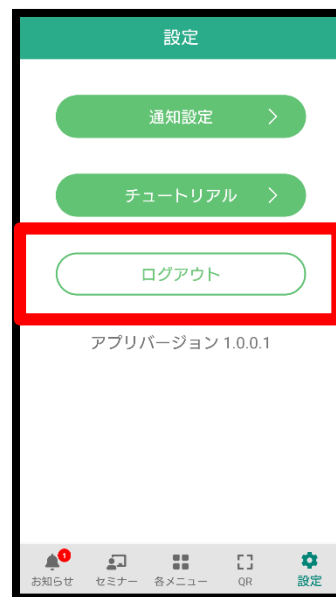 設定
通知設定
チュートリアル
ログアウト
アプリバージョン 1.0.0.1
1
お知らせ セミナー 各メニュー QR 設定